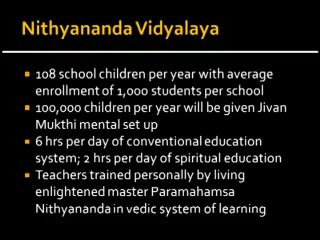 Nithyananda Vidyalaya
108 school children per year with average
enrollment of 1,000 students per school
100,000 children per year will be given Jivan
Mukthi mental set up
6 hrs per day of conventional education
system; 2 hrs per day of spiritual education
Teachers trained personally by living
enlightened master Paramahamsa
Nithyananda in vedic system of learning